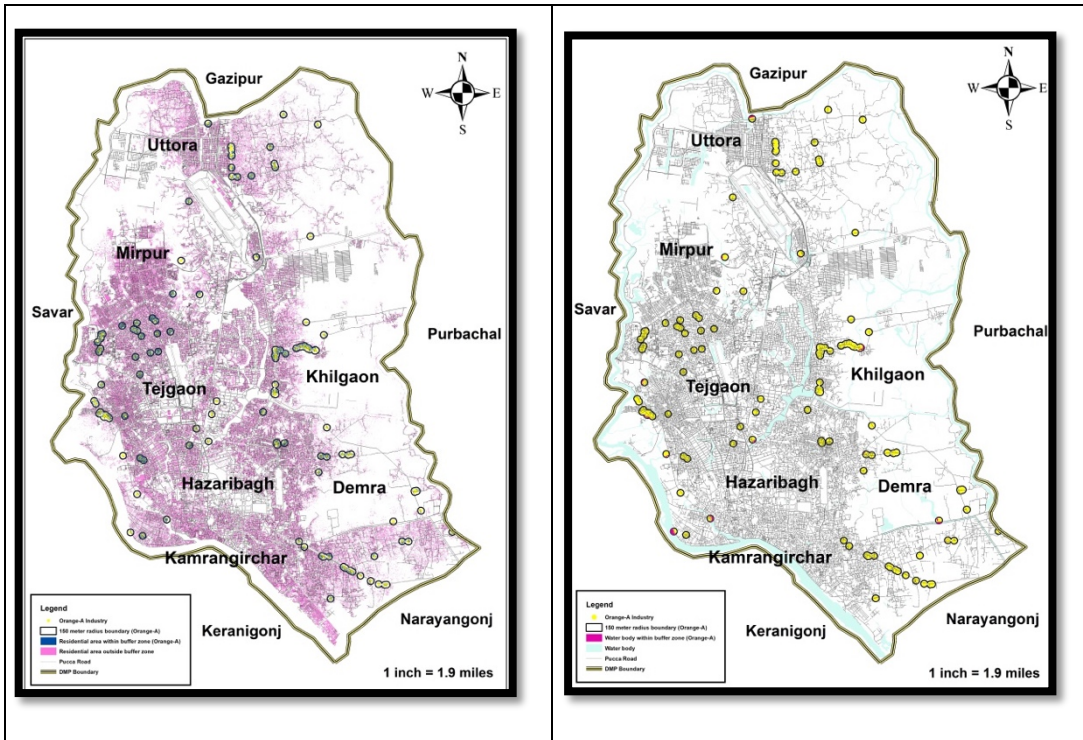 Gazipur
N
W E
S
Uttora
Mirpur
Savar
Purbachal
Khilgaon
Tejgaon
Hazaribagh
Demra
Kamrangirchar
Keranigonj
Narayangonj
Legend
Orange-A Industry
150 meter radius boundary (Orange-A)
Residential area within buffer zone (Orange-A)
Residential area outside buffer zone
Pucca Road
DMP Boundary
1 inch = 1.9 miles
Gazipur
N
W E
S
Uttora
Mirpur
Savar
Purbachal
Khilgaon
Tejgaon
Hazaribagh
Demra
Kamrangirchar
Keranigonj
Narayangonj
Legend
Orange-A Industry
150 meter radius boundary (Orange-A)
Water body within buffer zone (Orange-A)
Water body
Pucca Road
DMP Boundary
1 inch = 1.9 miles